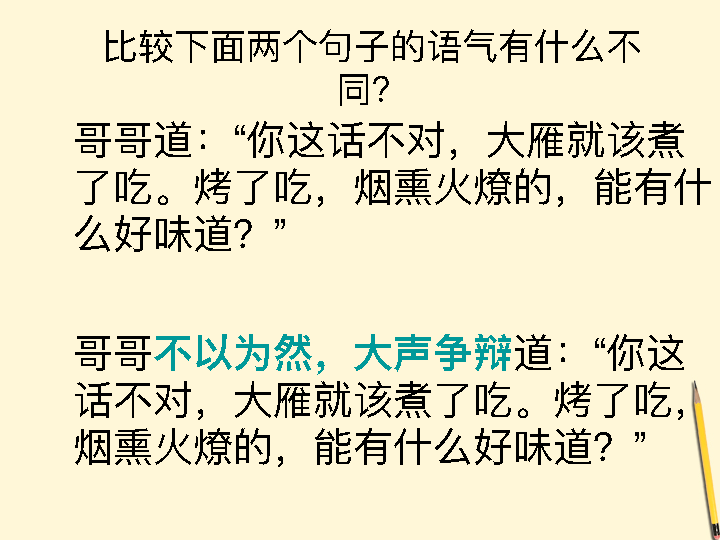 比较下面两个句子的语气有什么不
同？
哥哥道：“你这话不对，大雁就该煮
了吃。烤了吃，烟熏火燎的，能有什
么好味道？”
哥哥不以为然，大声争辩道：“你这
话不对，大雁就该煮了吃。烤了吃，
烟熏火燎的，能有什么好味道？”